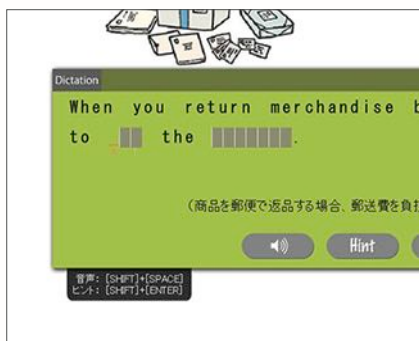 Dictation
When you return merchandise b
to _ the .
(商品を郵便で返品する場合、郵送費を負担
Hint
音声: [SHIFT]+[SPACE]
ヒント: [SHIFT]+[ENTER]